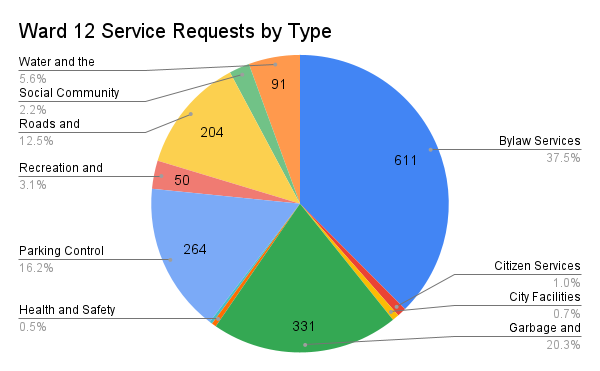 Ward 12 Service Requests by Type
Water and the
5.6%
Social Community
2.2%
Roads and
12.5%
Recreation and
3.1%
Parking Control
16.2%
Health and Safety
0.5%
91
204
50
264
331
611
Bylaw Services
37.5%
Citizen Services
1.0%
City Facilities
0.7%
Garbage and
20.3%